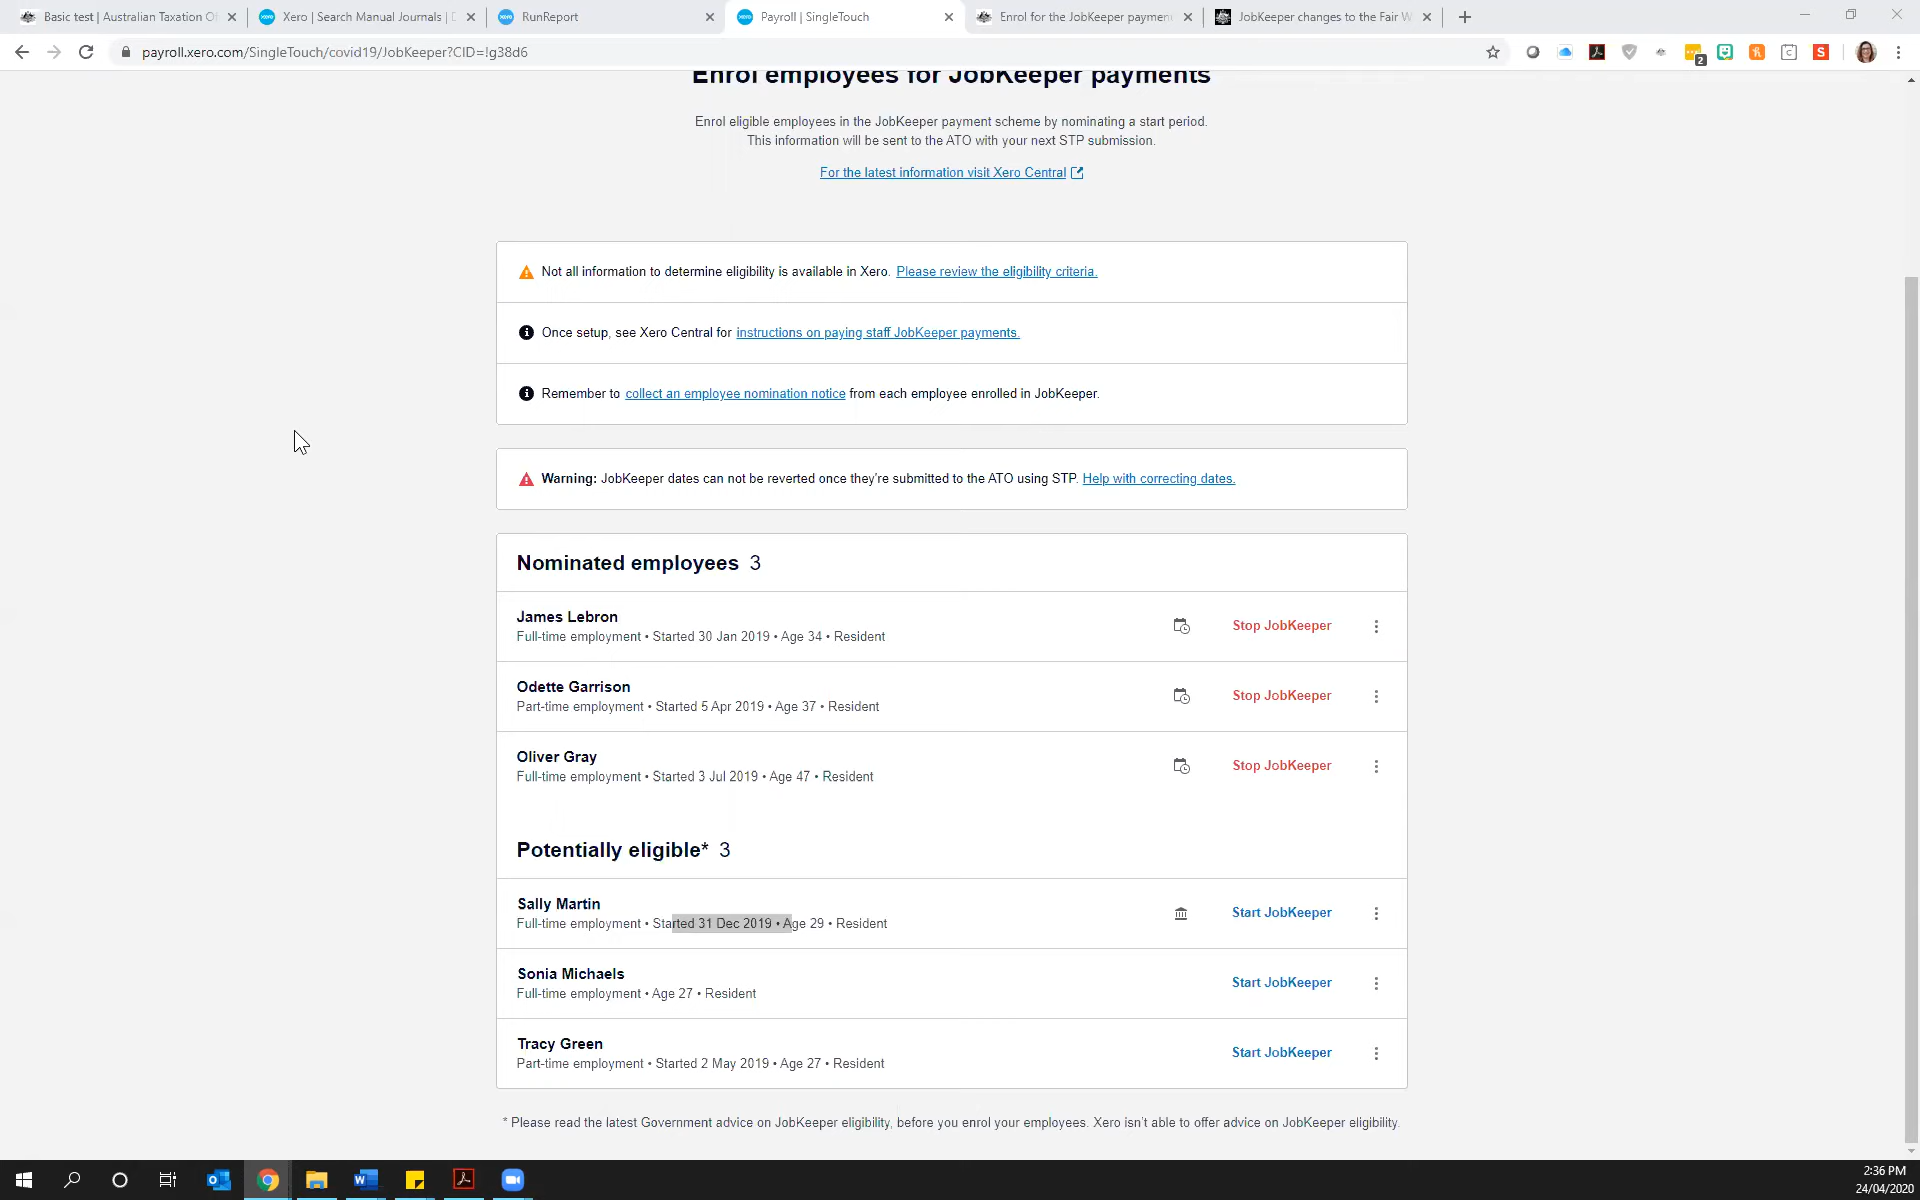 Basic test | Australian Taxation Of
Xero | Search Manual Journals | D
RunReport
Payroll | SingleTouch
Enrol for the JobKeeper payment
JobKeeper changes to the Fair W
payroll.xero.com/SingleTouch/covid19/JobKeeper?CID=!g38d6
2
Enrol employees for JobKeeper payments
Enrol eligible employees in the JobKeeper payment scheme by nominating a start period.
This information will be sent to the ATO with your next STP submission.
For the latest information visit Xero Central
Not all information to determine eligibility is available in Xero. Please review the eligibility criteria.
Once setup, see Xero Central for instructions on paying staff JobKeeper payments.
Remember to collect an employee nomination notice from each employee enrolled in JobKeeper.
Warning: JobKeeper dates can not be reverted once they're submitted to the ATO using STP. Help with correcting dates.
Nominated employees 3
James Lebron
Full-time employment • Started 30 Jan 2019 • Age 34 • Resident
Stop JobKeeper
Odette Garrison
Part-time employment • Started 5 Apr 2019 • Age 37 • Resident
Stop JobKeeper
Oliver Gray
Full-time employment • Started 3 Jul 2019 • Age 47 • Resident
Stop JobKeeper
Potentially eligible* 3
Sally Martin
Full-time employment • Started 31 Dec 2019 • Age 29 • Resident
Start JobKeeper
Sonia Michaels
Full-time employment • Age 27 • Resident
Start JobKeeper
Tracy Green
Part-time employment • Started 2 May 2019 • Age 27 • Resident
Start JobKeeper
* Please read the latest Government advice on JobKeeper eligibility, before you enrol your employees. Xero isn't able to offer advice on JobKeeper eligibility.
2:36 PM
24/04/2020